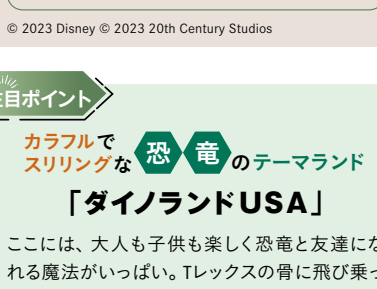 © 2023 Disney © 2023 20th Century Studios
目ポイント
カラフルで
スリリングな 恐竜のテーマランド
「ダイノランドUSA」
ここには、大人も子供も楽しく恐竜と友達にな
れる魔法がいっぱい。Tレックスの骨に飛び乗っ